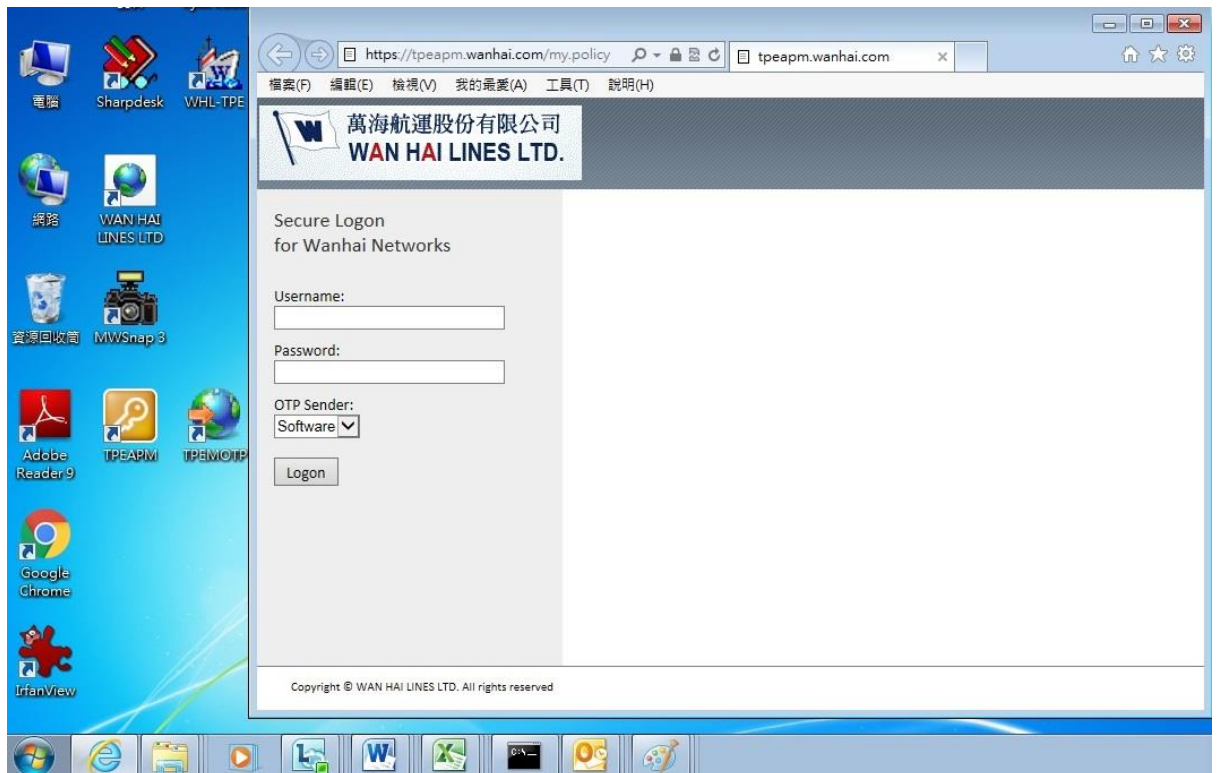 電腦
Sharpdesk
WHL-TPE
網路
WAN HAI
LINES LTD
資源回收筒
MWSnap 3
Adobe
Reader 9
TPEAPM
TPEMOTP
Google
Chrome
IrfanView
https://tpeapm.wanhai.com/my.policy
tpeapm.wanhai.com
檔案(F) 編輯(E) 檢視(V) 我的最愛(A) 工具(T) 說明(H)
W
萬海航運股份有限公司
WAN HAI LINES LTD.
Secure Logon
for Wanhai Networks
Username:
Password:
OTP Sender:
Software
Logon
Copyright © WAN HAI LINES LTD. All rights reserved
C:\_